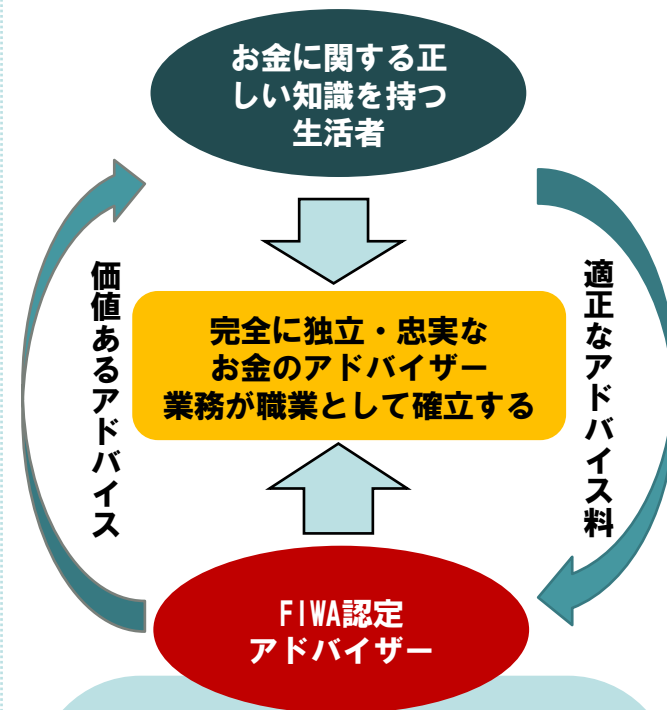 お金に関する正
しい知識を持つ
生活者
価値あるアドバイス
適正なアドバイス料
完全に独立・忠実な
お金のアドバイザー
業務が職業として確立する
FIWA認定
アドバイザー